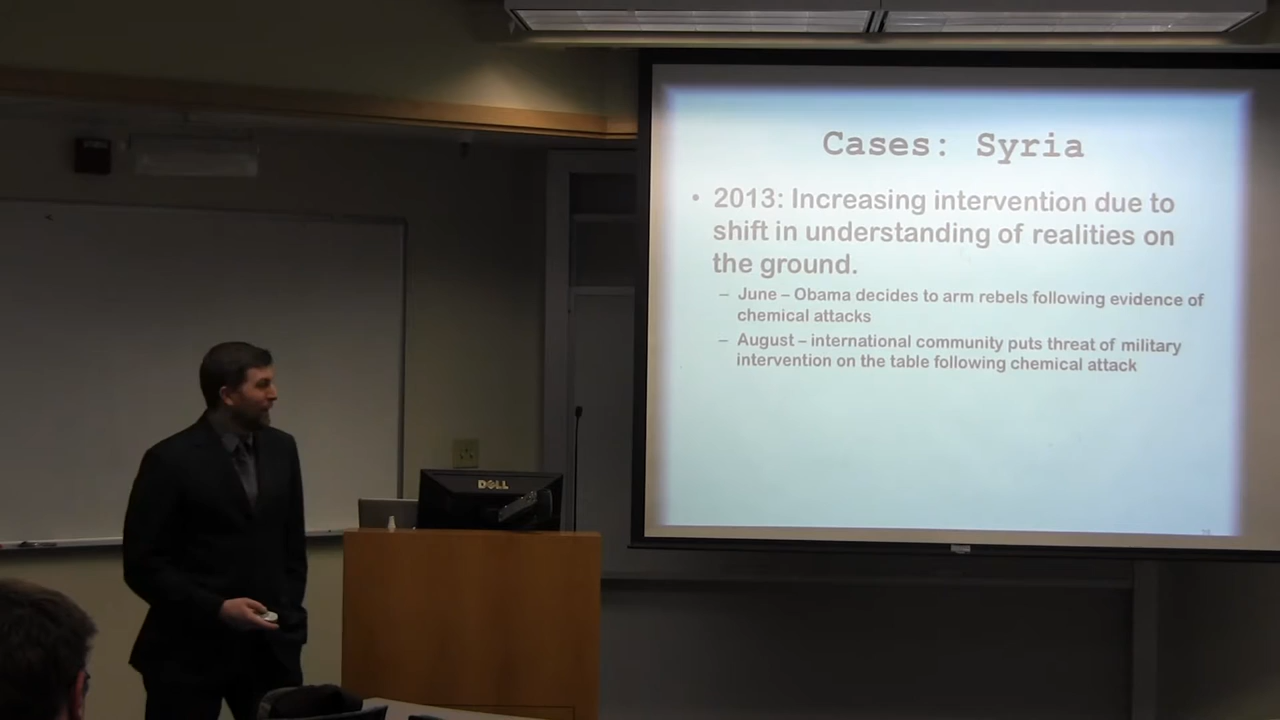 Cases: Syria
• 2013: Increasing intervention due to
shift in understanding of realities on
the ground.
– June – Obama decides to arm rebels following evidence of
chemical attacks
– August – international community puts threat of military
intervention on the table following chemical attack
DELL